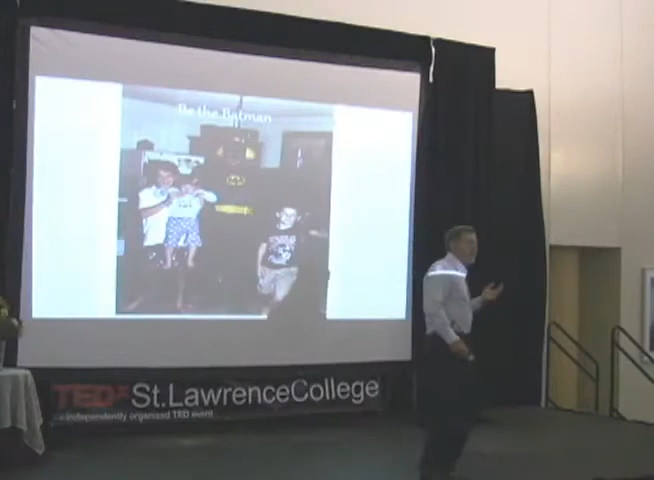 Be the Batman
TEDx St.LawrenceCollege
x=independently organized TED event